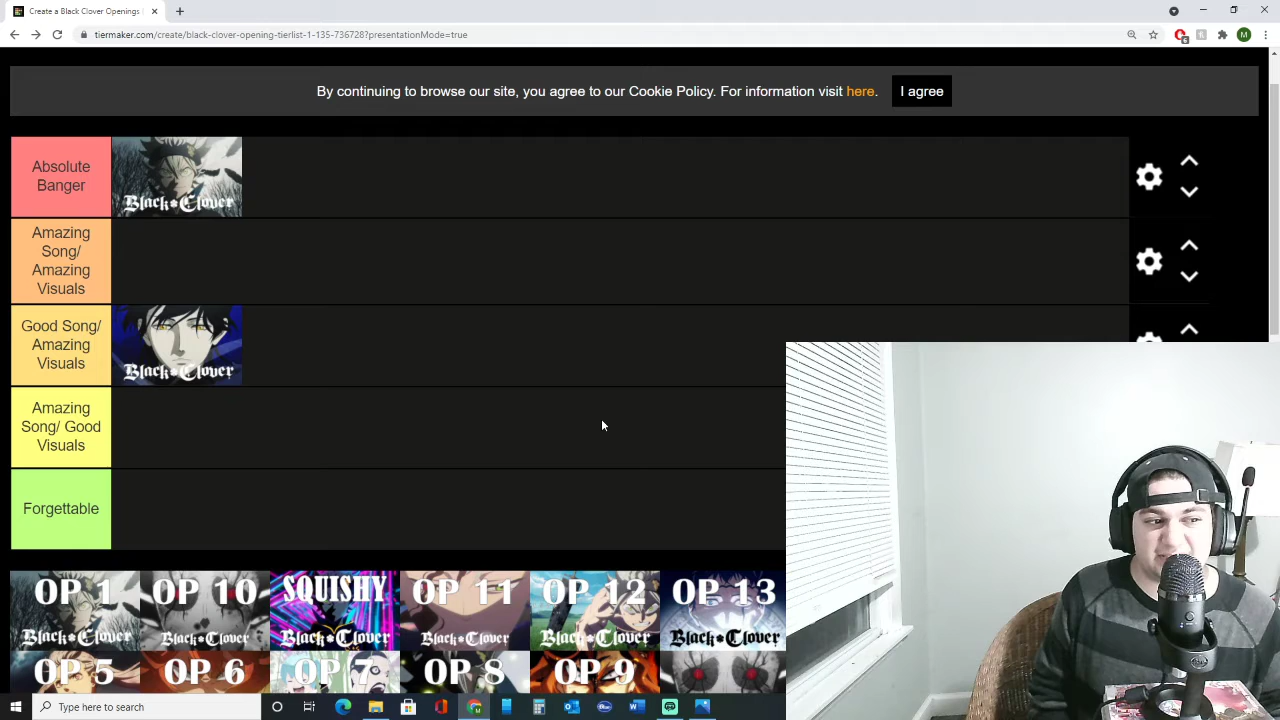 Create a Black Clover Openings
tiermaker.com/create/black-clover-opening-tierlist-1-135-736728?presentationMode=true
M
By continuing to browse our site, you agree to our Cookie Policy. For information visit here.
I agree
Absolute
Banger
Black Clover
Amazing
Song/
Amazing
Visuals
Good Song/
Amazing
Visuals
Black Clover
Amazing
Song/ Good
Visuals
Forgettable
OP 1
Black Clover
OP 10
Black Clover
SQUISHY
Black Clover
OP 11
Black Clover
OP 12
Black Clover
OP 13
Black Clover
OP 5
OP 6
OP 7
OP 8
OP 9
Type here to search